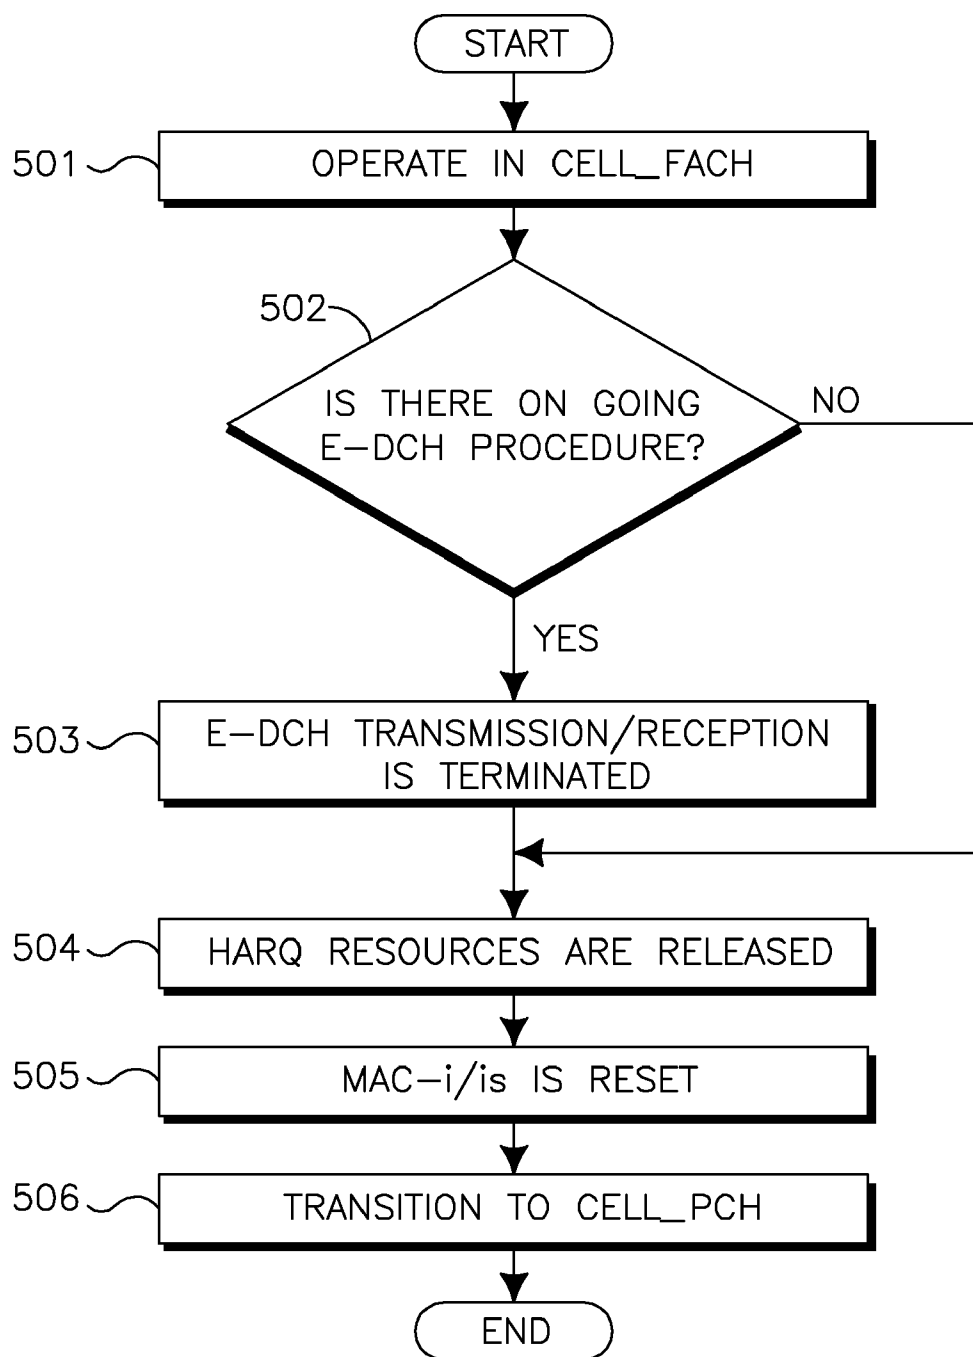 START
501
OPERATE IN CELL_FACH
502
IS THERE ON GOING
E-DCH PROCEDURE?
NO
YES
503
E-DCH TRANSMISSION/RECEPTION
IS TERMINATED
504
HARQ RESOURCES ARE RELEASED
505
MAC-i/is IS RESET
506
TRANSITION TO CELL_PCH
END